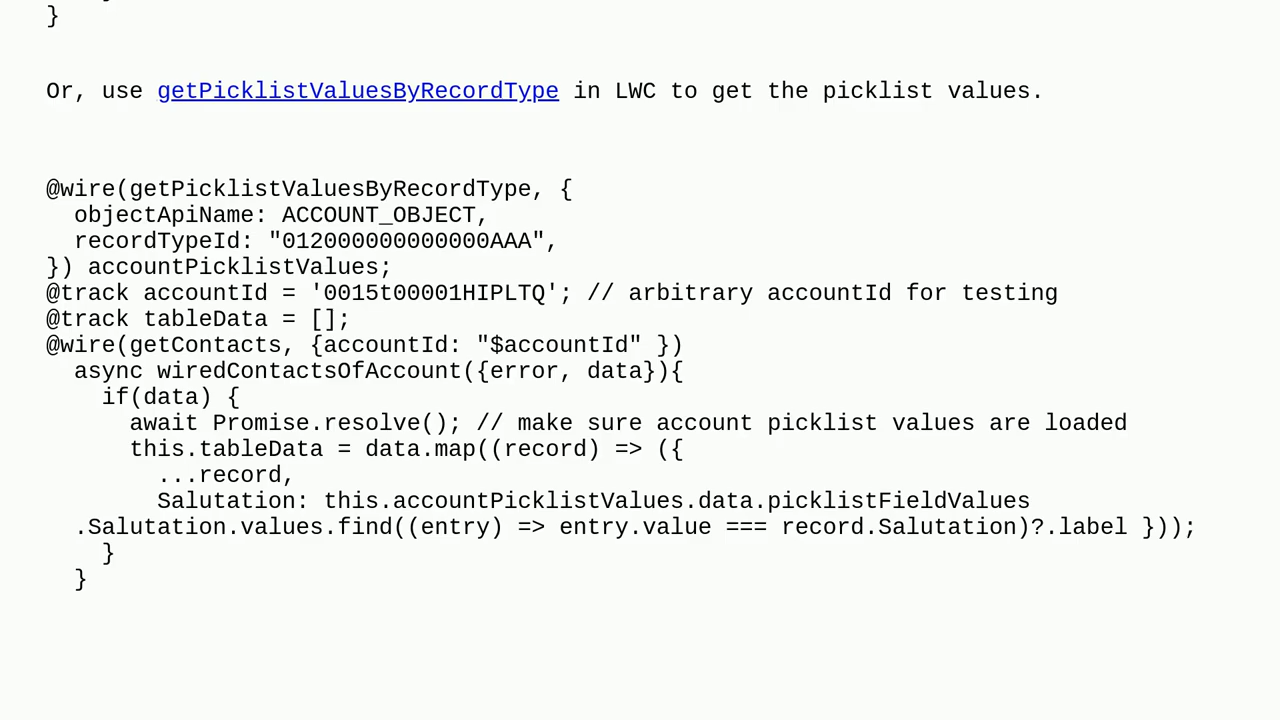 }
Or, use getPicklistValuesByRecordType in LWC to get the picklist values.
@wire(getPicklistValuesByRecordType, {
  objectApiName: ACCOUNT_OBJECT,
  recordTypeId: "012000000000000AAA",
}) accountPicklistValues;
@track accountId = '0015t00001HIPLTQ'; // arbitrary accountId for testing
@track tableData = [];
@wire(getContacts, {accountId: "$accountId" })
  async wiredContactsOfAccount({error, data}){
    if(data) {
      await Promise.resolve(); // make sure account picklist values are loaded
      this.tableData = data.map((record) => ({
        ...record,
        Salutation: this.accountPicklistValues.data.picklistFieldValues
  .Salutation.values.find((entry) => entry.value === record.Salutation)?.label }));
    }
  }